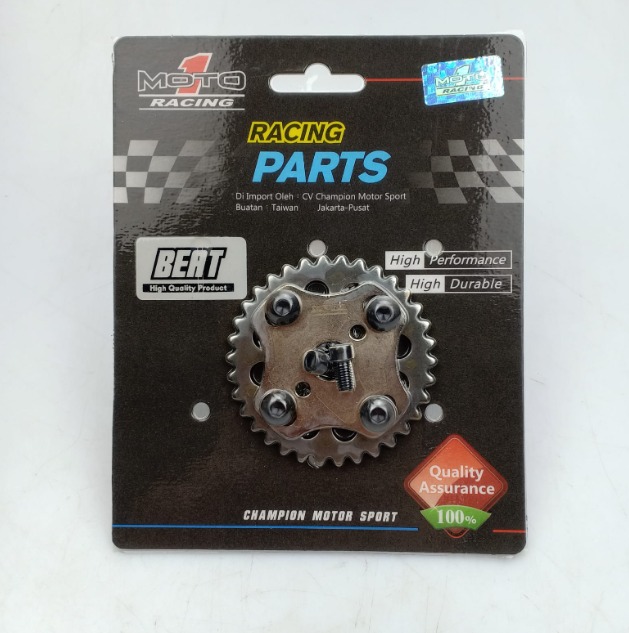 MOTO 1
RACING
MOTO 1
RACING
RACING
PARTS
Di Import Oleh : CV Champion Motor Sport
Buatan : Taiwan Jakarta-Pusat
BEAT
High Quality Product
High Performance
High Durable
Quality
Assurance
100%
CHAMPION MOTOR SPORT